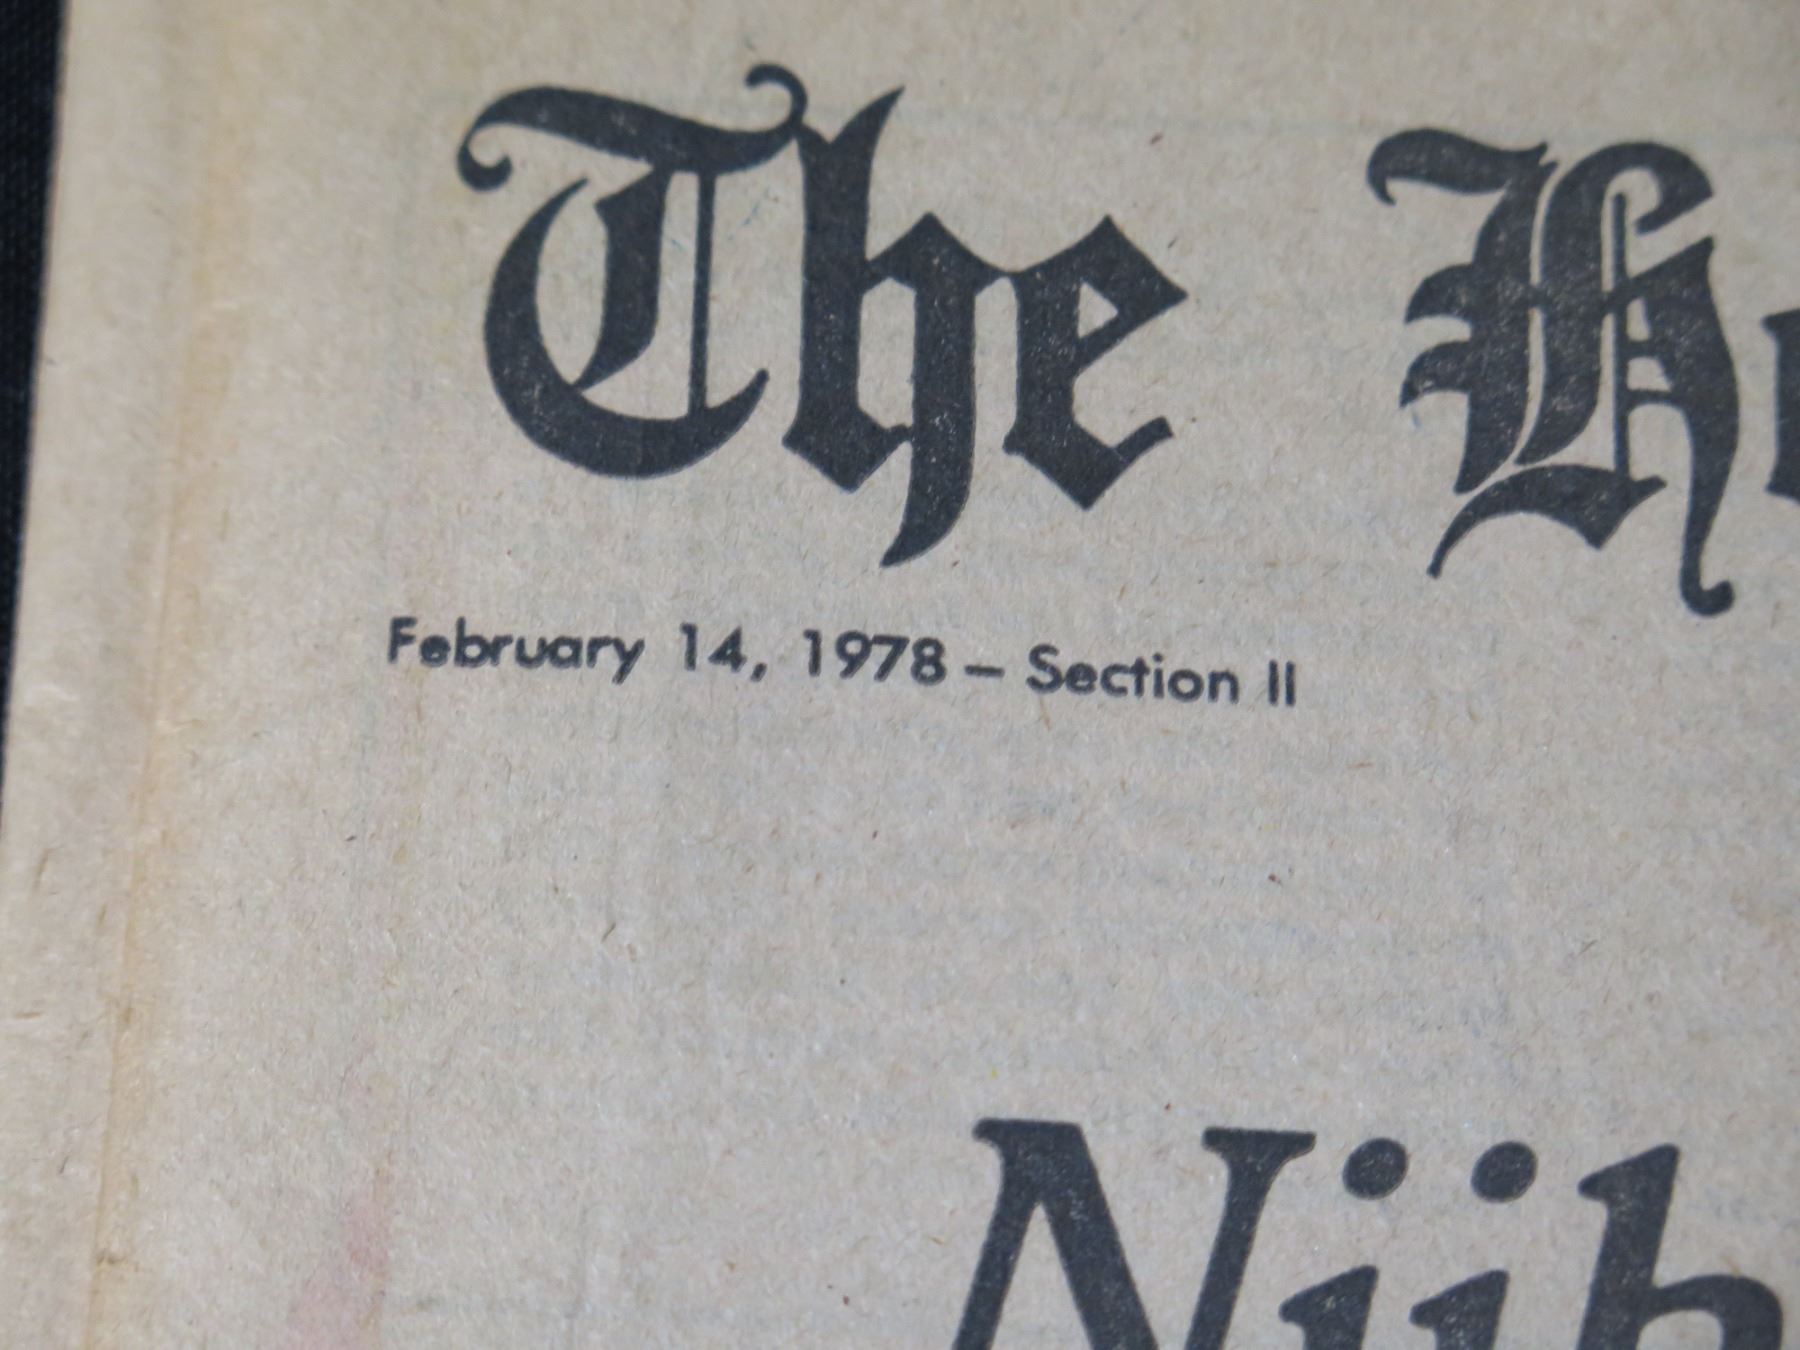 The
February 14, 1978 – Section II